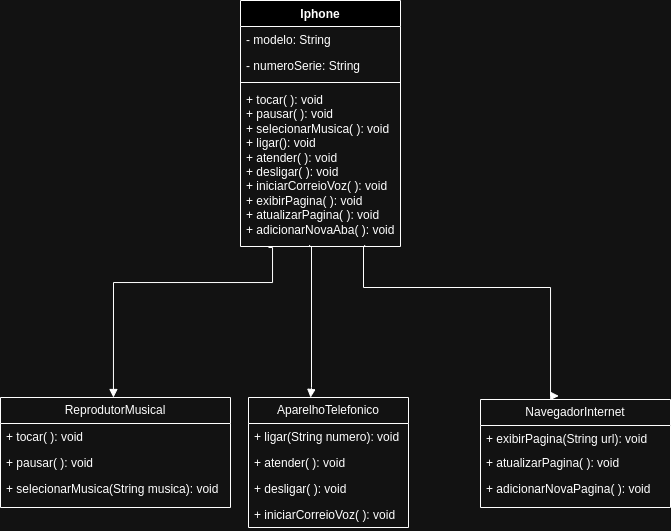 Iphone
- modelo: String
- numeroSerie: String
+ tocar( ): void
+ pausar( ): void
+ selecionarMusica( ): void
+ ligar(): void
+ atender( ): void
+ desligar( ): void
+ iniciarCorreioVoz( ): void
+ exibirPagina( ): void
+ atualizarPagina( ): void
+ adicionarNovaAba( ): void
ReprodutorMusical
+ tocar( ): void
+ pausar( ): void
+ selecionarMusica(String musica): void
AparelhoTelefonico
+ ligar(String numero): void
+ atender( ): void
+ desligar( ): void
+ iniciarCorreioVoz( ): void
NavegadorInternet
+ exibirPagina(String url): void
+ atualizarPagina( ): void
+ adicionarNovaPagina( ): void